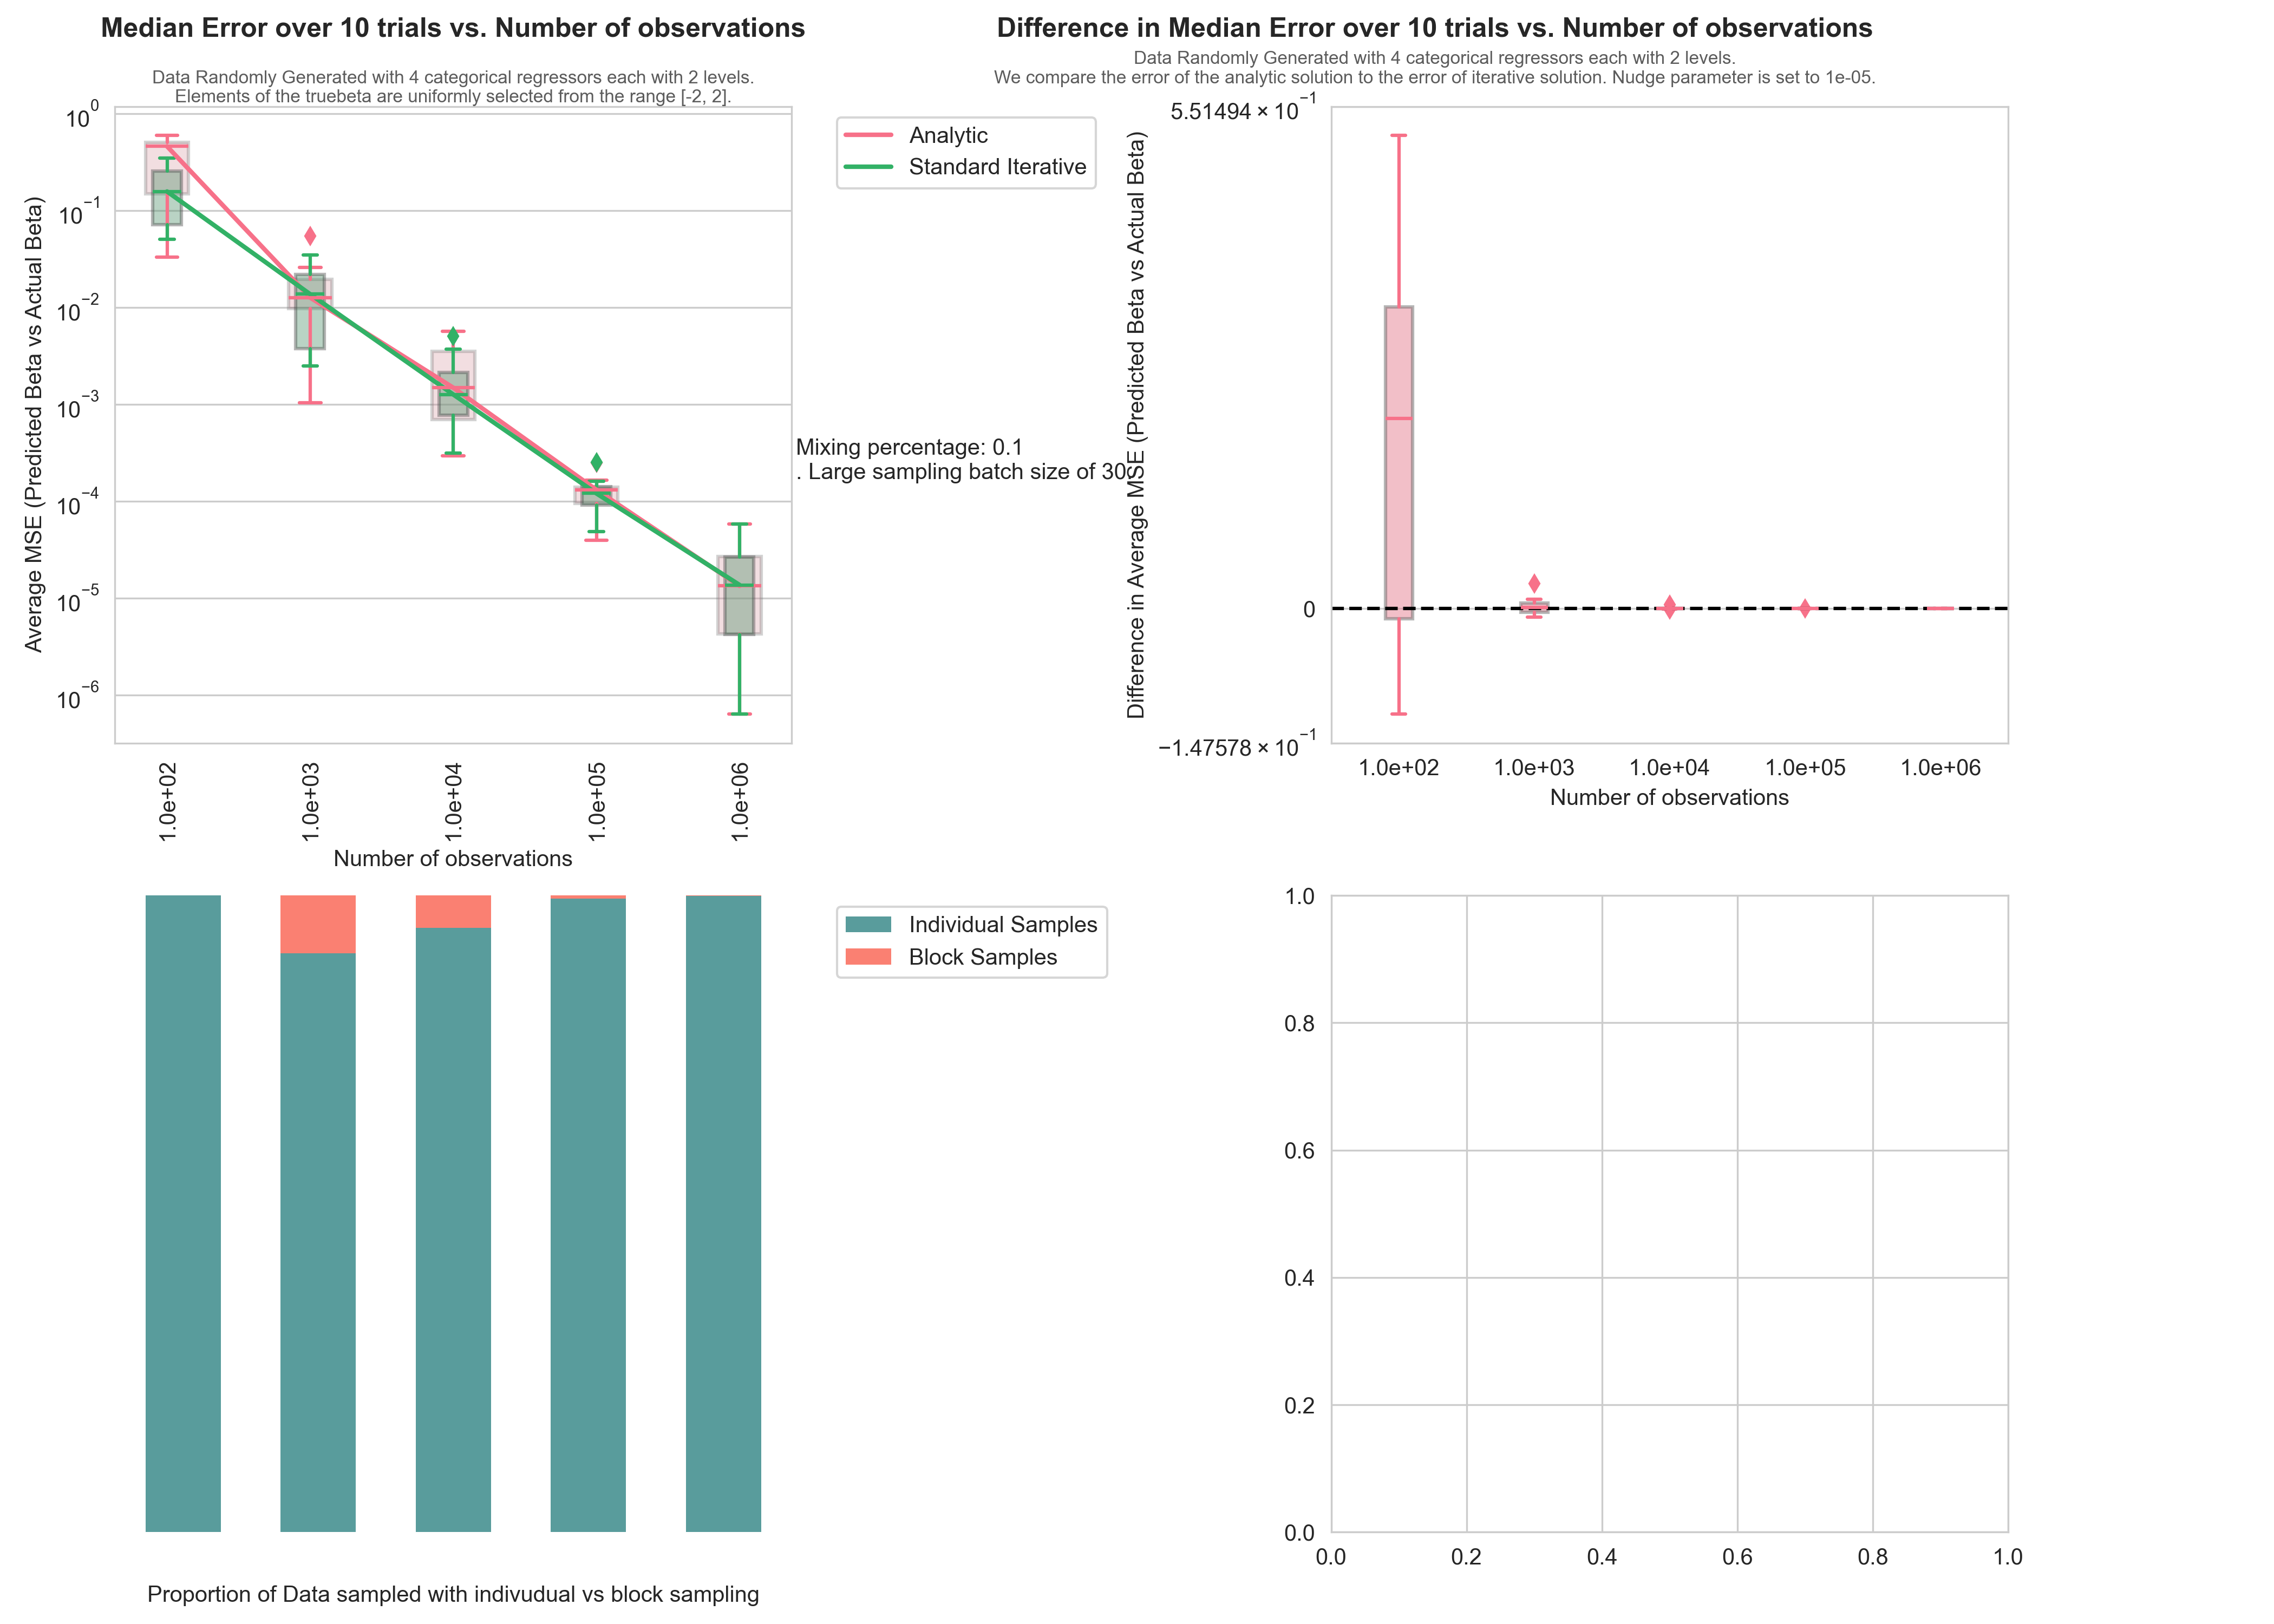 Median Error over 10 trials vs. Number of observations
Data Randomly Generated with 4 categorical regressors each with 2 levels.
Elements of the truebeta are uniformly selected from the range [-2, 2].
Average MSE (Predicted Beta vs Actual Beta)
10^0
10^−1
10^−2
10^−3
10^−4
10^−5
10^−6
1.0e+02
1.0e+03
1.0e+04
1.0e+05
1.0e+06
Number of observations
Analytic
Standard Iterative
Mixing percentage: 0.1
. Large sampling batch size of 30.
Difference in Median Error over 10 trials vs. Number of observations
Data Randomly Generated with 4 categorical regressors each with 2 levels.
We compare the error of the analytic solution to the error of iterative solution. Nudge parameter is set to 1e-05.
Difference in Average MSE (Predicted Beta vs Actual Beta)
5.51494 × 10^−1
0
−1.47578 × 10^−1
1.0e+02
1.0e+03
1.0e+04
1.0e+05
1.0e+06
Number of observations
Individual Samples
Block Samples
Proportion of Data sampled with indivudual vs block sampling
1.0
0.8
0.6
0.4
0.2
0.0
0.0
0.2
0.4
0.6
0.8
1.0